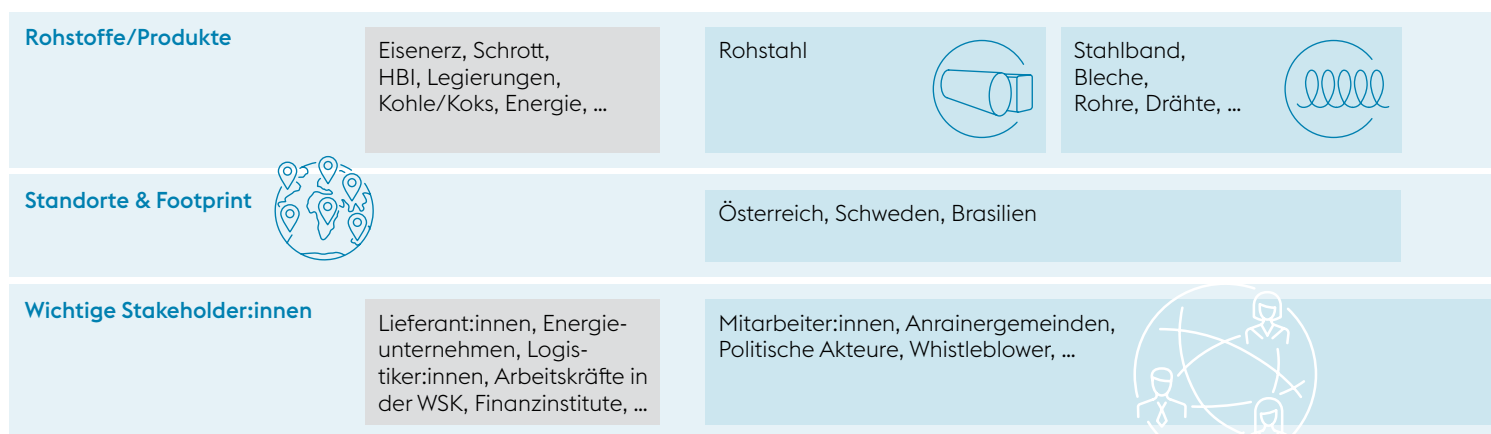 Rohstoffe/Produkte
Eisenerz, Schrott,
HBI, Legierungen,
Kohle/Koks, Energie, ...
Rohstahl
Stahlband,
Bleche,
Rohre, Drähte, ...
Standorte & Footprint
Österreich, Schweden, Brasilien
Wichtige Stakeholder:innen
Lieferant:innen, Energie-
unternehmen, Logis-
tiker:innen, Arbeitskräfte in
der WSK, Finanzinstitute, ...
Mitarbeiter:innen, Anrainergemeinden,
Politische Akteure, Whistleblower, ...